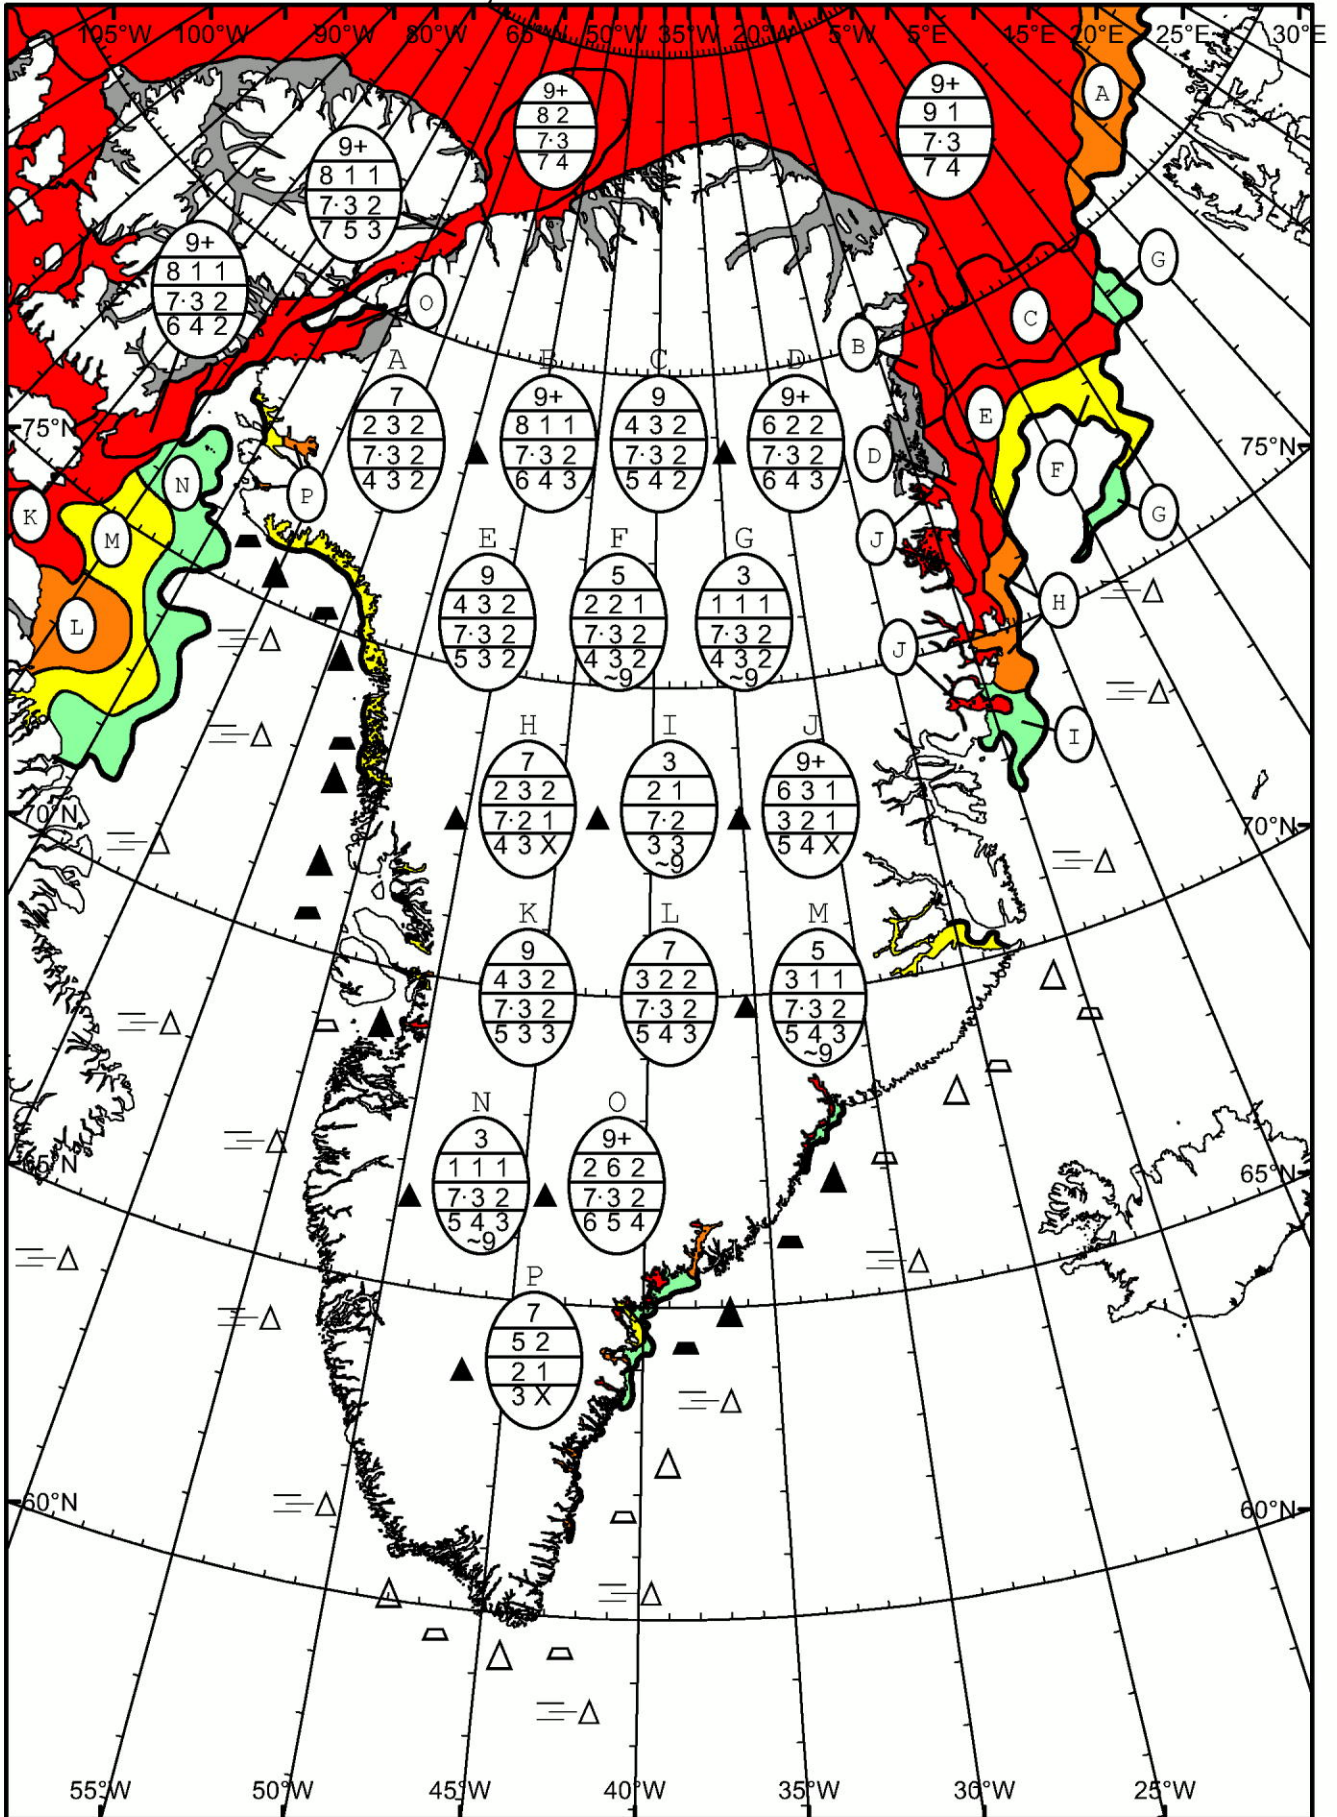 105°W 100°W 90°W 80°W 65°W 50°W 35°W 20°W 5°W 5°E 15°E 20°E 25°E 30°E
9+
8 2
7· 3
7 4
9+
9 1
7· 3
7 4
A
9+
8 1 1
7· 3 2
7 5 3
9+
8 1 1
7· 3 2
6 4 2
G
O
C
B
A
7
2 3 2
7· 3 2
4 3 2
B
9+
8 1 1
7· 3 2
6 4 3
C
9
4 3 2
7· 3 2
5 4 2
D
9+
6 2 2
7· 3 2
6 4 3
E
75°N
75°N
D
F
N
P
K
M
G
J
E
9
4 3 2
7· 3 2
5 3 2
F
5
2 2 1
7· 3 2
4 3 2
~9
G
3
1 1 1
7· 3 2
4 3 2
~9
H
L
J
I
H
7
2 3 2
7· 2 1
4 3 X
I
3
2 1
7· 2
3 3
~9
J
9+
6 3 1
3 2 1
5 4 X
70°N
70°N
K
9
4 3 2
7· 3 2
5 3 3
L
7
3 2 2
7· 3 2
5 4 3
M
5
3 1 1
7· 3 2
5 4 3
~9
N
3
1 1 1
7· 3 2
5 4 3
~9
O
9+
2 6 2
7· 3 2
6 5 4
65°N
65°N
P
7
5 2
2 1
3 X
60°N
60°N
55°W 50°W 45°W 40°W 35°W 30°W 25°W